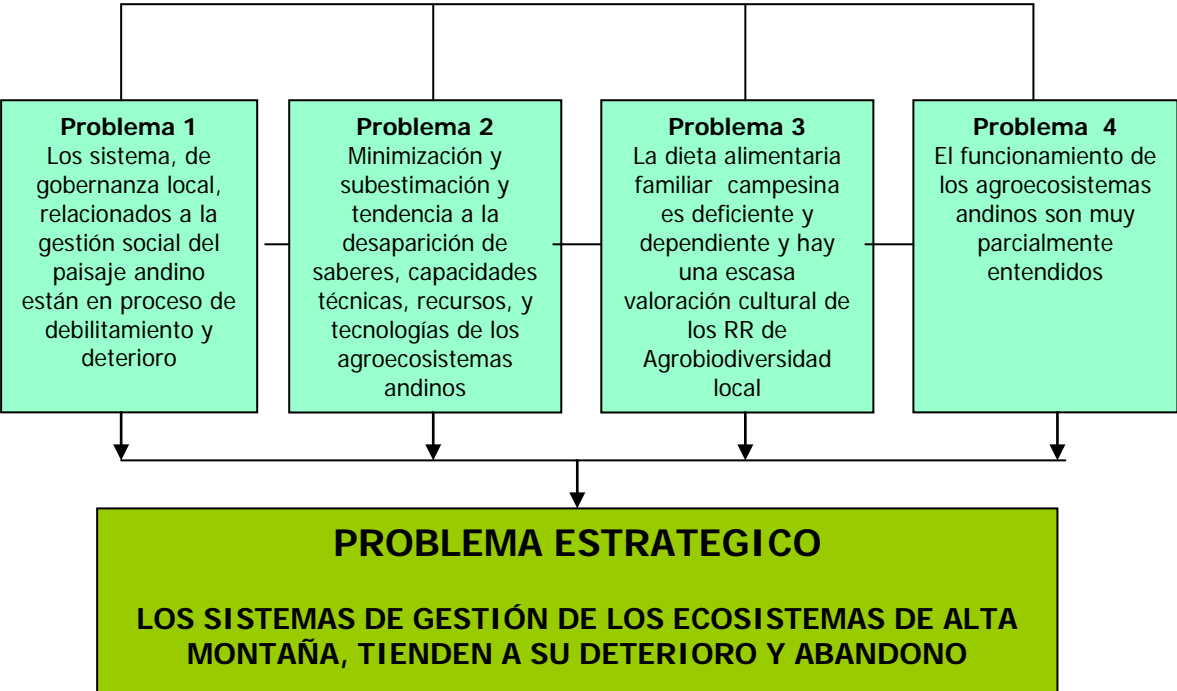 Problema 1
Los sistema, de
gobernanza local,
relacionados a la
gestión social del
paisaje andino
están en proceso de
debilitamiento y
deterioro
Problema 2
Minimización y
subestimación y
tendencia a la
desaparición de
saberes, capacidades
técnicas, recursos, y
tecnologías de los
agroecosistemas
andinos
Problema 3
La dieta alimentaria
familiar campesina
es deficiente y
dependiente y hay
una escasa
valoración cultural de
los RR de
Agrobiodiversidad
local
Problema 4
El funcionamiento de
los agroecosistemas
andinos son muy
parcialmente
entendidos
PROBLEMA ESTRATEGICO
LOS SISTEMAS DE GESTIÓN DE LOS ECOSISTEMAS DE ALTA
MONTAÑA, TIENDEN A SU DETERIORO Y ABANDONO